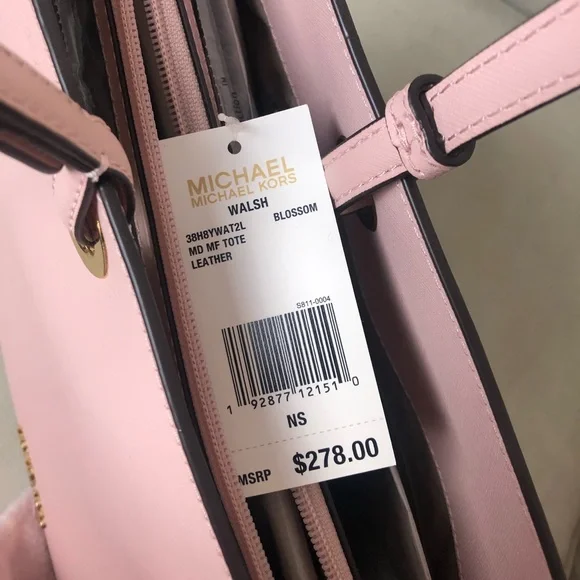 MICHAEL
MICHAEL KORS
WALSH
38H8YWAT2L BLOSSOM
MD MF TOTE
LEATHER
S811-0004
1 92877 12151 0
NS
MSRP $278.00